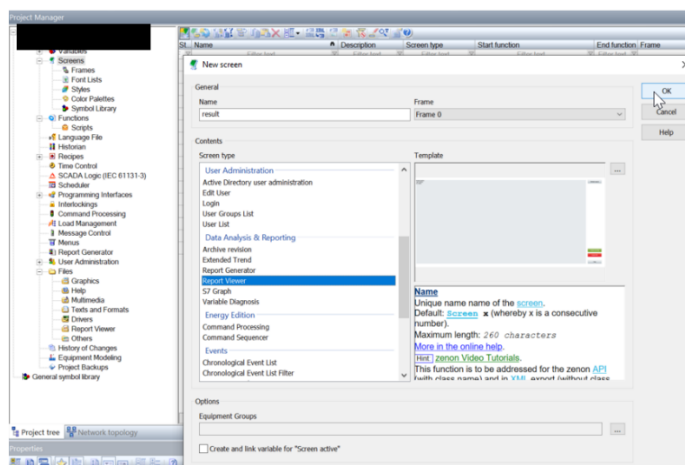 Project Manager
Variables
Screens
Frames
Font Lists
Styles
Color Palettes
Symbol Library
Functions
Scripts
Language File
Historian
Recipes
Time Control
SCADA Logic (IEC 61131-3)
Scheduler
Programming Interfaces
Interlockings
Command Processing
Load Management
Message Control
Menus
Report Generator
User Administration
Files
Graphics
Help
Multimedia
Texts and Formats
Drivers
Report Viewer
Others
History of Changes
Equipment Modeling
Project Backups
General symbol library
Project tree Network topology
Properties
St.. Name Description Screen type Start function End function Frame
New screen
General
Name Frame
result Frame 0
OK
Cancel
Help
Contents
Screen type Template
User Administration
Active Directory user administration
Edit User
Login
User Groups List
User List
Data Analysis & Reporting
Archive revision
Extended Trend
Report Generator
Report Viewer
S7 Graph
Variable Diagnosis
Energy Edition
Command Processing
Command Sequencer
Events
Chronological Event List
Chronological Event List Filter
...
Name
Unique name name of the screen.
Default: Screen x (whereby x is a consecutive
number).
Maximum length: 260 characters
More in the online help.
Hint zenon Video Tutorials.
This function is to be addressed for the zenon API
(with class name) and in XML export (without class
Options
Equipment Groups
...
Create and link variable for "Screen active"